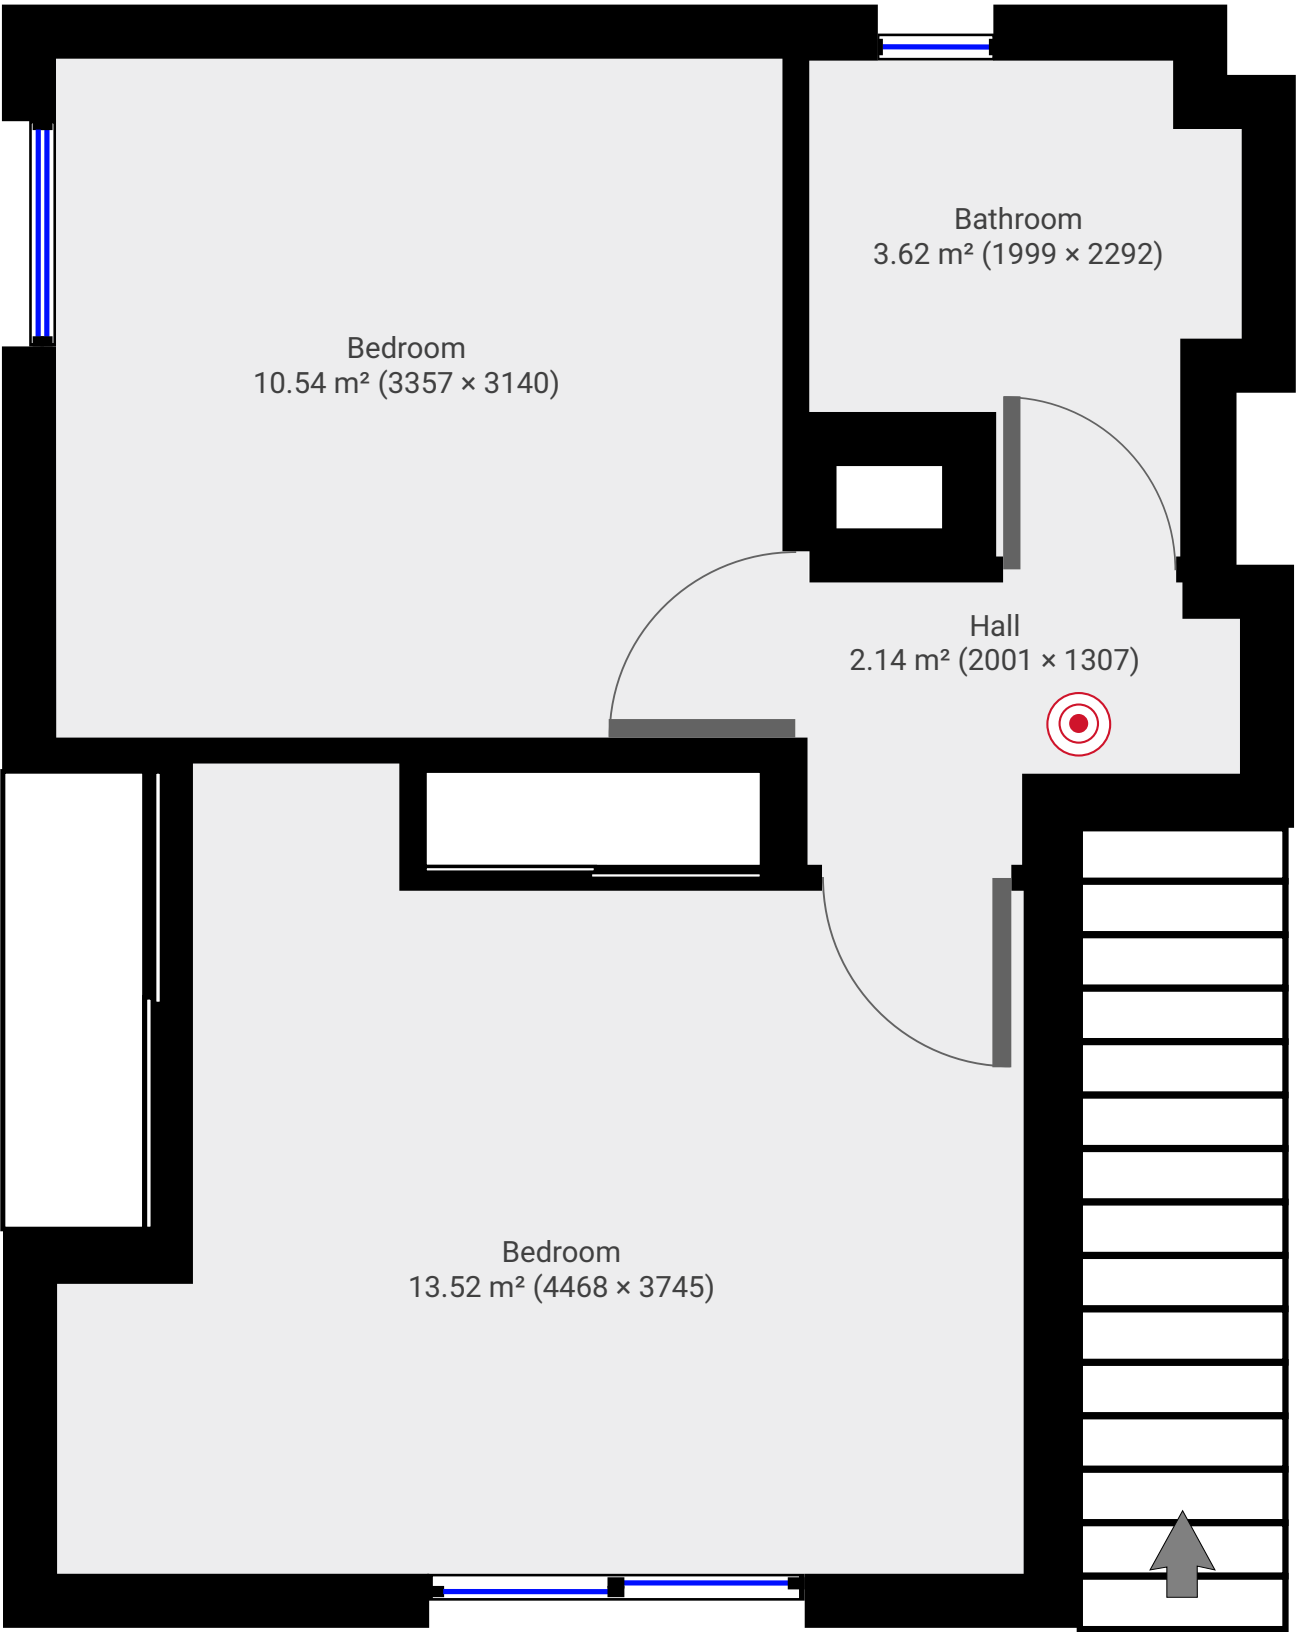 Bathroom
3.62 m² (1999 × 2292)
Bedroom
10.54 m² (3357 × 3140)
Hall
2.14 m² (2001 × 1307)
Bedroom
13.52 m² (4468 × 3745)